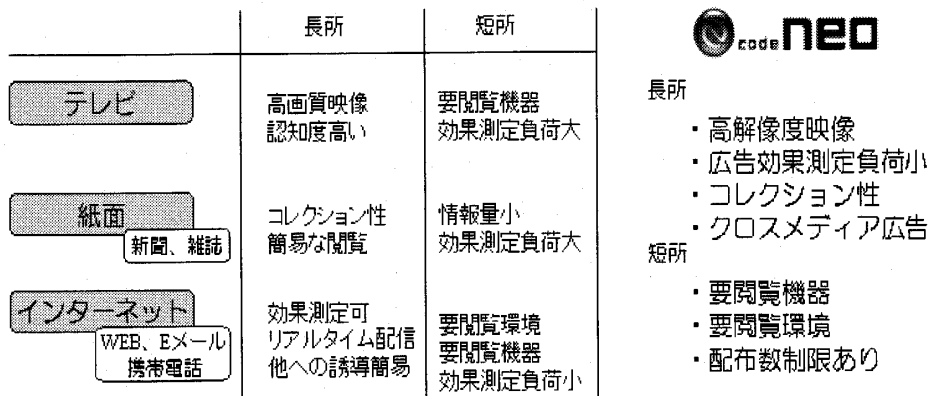 長所
短所
テレビ
高画質映像
認知度高い
要閲覧機器
効果測定負荷大
紙面
新聞、雑誌
コレクション性
簡易な閲覧
情報量小
効果測定負荷大
インターネット
WEB、Eメール
携帯電話
効果測定可
リアルタイム配信
他への誘導簡易
要閲覧環境
要閲覧機器
効果測定負荷小
code neo
長所
・高解像度映像
・広告効果測定負荷小
・コレクション性
・クロスメディア広告
短所
・要閲覧機器
・要閲覧環境
・配布数制限あり